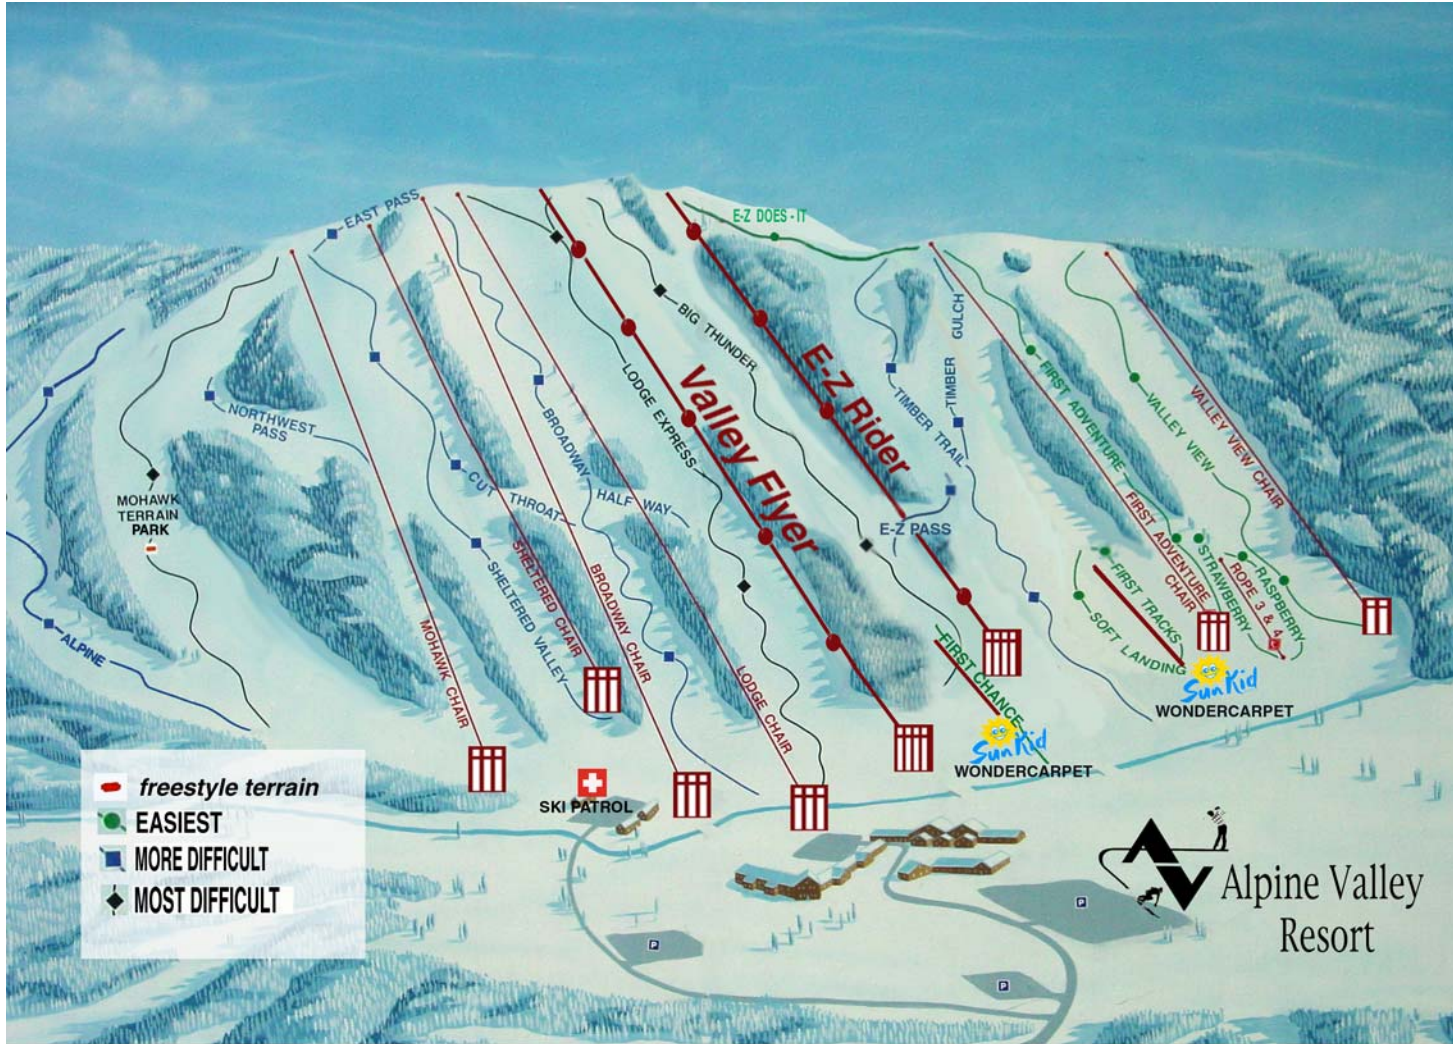 EAST PASS
E-Z DOES - IT
NORTHWEST
PASS
MOHAWK
TERRAIN
PARK
ALPINE
CUT THROAT
SHELTERED VALLEY
MOHAWK CHAIR
SHELTERED CHAIR
BROADWAY
HALF WAY
BROADWAY CHAIR
LODGE EXPRESS
LODGE CHAIR
BIG THUNDER
Valley Flyer
E-Z Rider
E-Z PASS
TIMBER TRAIL
TIMBER GULCH
FIRST ADVENTURE
FIRST ADVENTURE
CHAIR
VALLEY VIEW
VALLEY VIEW CHAIR
STRAWBERRY
ROPE 3 & 4
RASPBERRY
FIRST TRACKS
SOFT LANDING
FIRST CHANCE
SunKid
WONDERCARPET
SunKid
WONDERCARPET
SKI PATROL
freestyle terrain
EASIEST
MORE DIFFICULT
MOST DIFFICULT
P
P
P
Alpine Valley
Resort